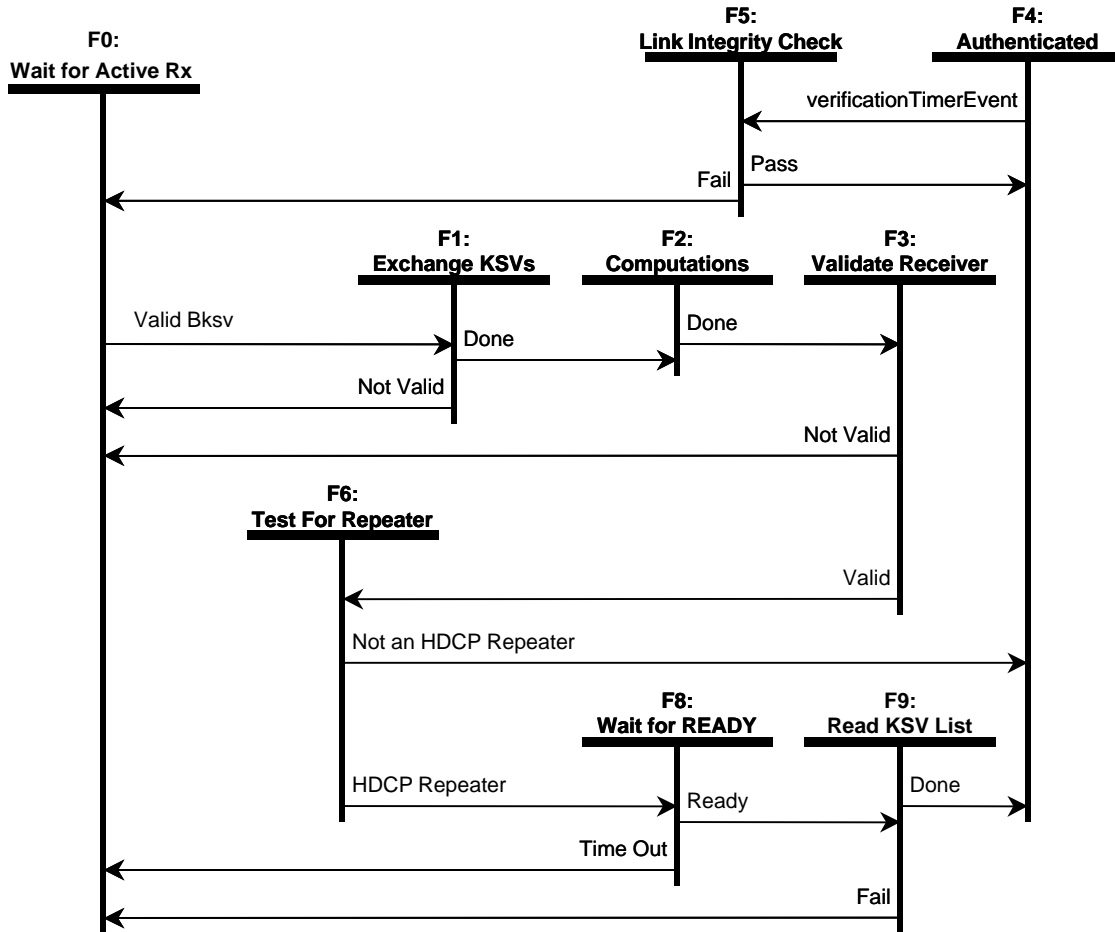 F0:
Wait for Active Rx
F5:
Link Integrity Check
F4:
Authenticated
verificationTimerEvent
Pass
Fail
F1:
Exchange KSVs
F2:
Computations
F3:
Validate Receiver
Valid Bksv
Done
Done
Not Valid
Not Valid
F6:
Test For Repeater
Valid
Not an HDCP Repeater
F8:
Wait for READY
F9:
Read KSV List
HDCP Repeater
Ready
Done
Time Out
Fail